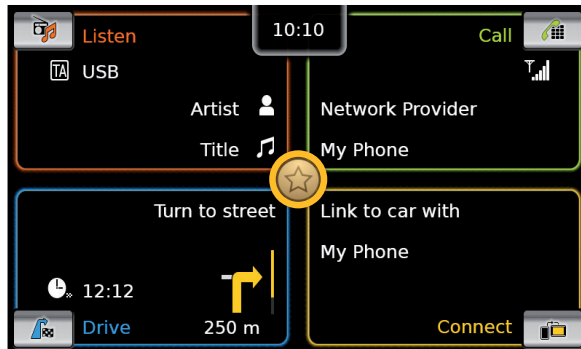 10:10
Listen
TA USB
Artist
Title
Call
Network Provider
My Phone
Turn to street
12:12
Drive 250 m
Link to car with
My Phone
Connect